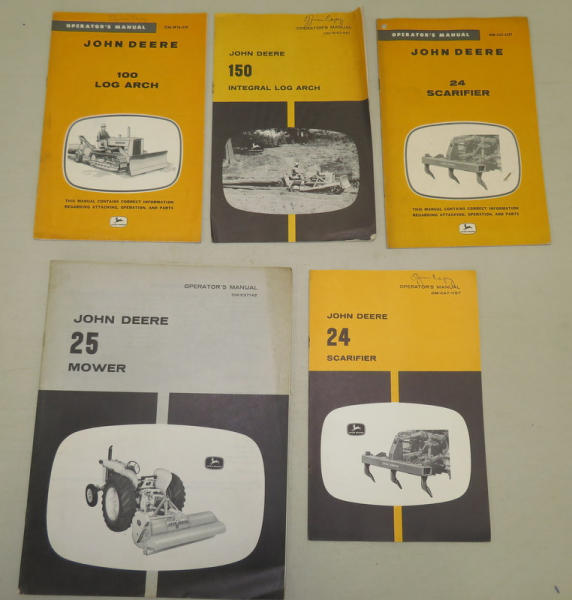 OPERATOR'S MANUAL
JOHN DEERE
100
LOG ARCH
THIS MANUAL CONTAINS CORRECT INFORMATION
REGARDING ATTACHING, OPERATION, AND PARTS
OPERATOR'S MANUAL
JOHN DEERE
150
INTEGRAL LOG ARCH
OPERATOR'S MANUAL
JOHN DEERE
24
SCARIFIER
THIS MANUAL CONTAINS CORRECT INFORMATION
REGARDING ATTACHING, OPERATION, AND PARTS
OPERATOR'S MANUAL
JOHN DEERE
25
MOWER
OPERATOR'S MANUAL
JOHN DEERE
24
SCARIFIER